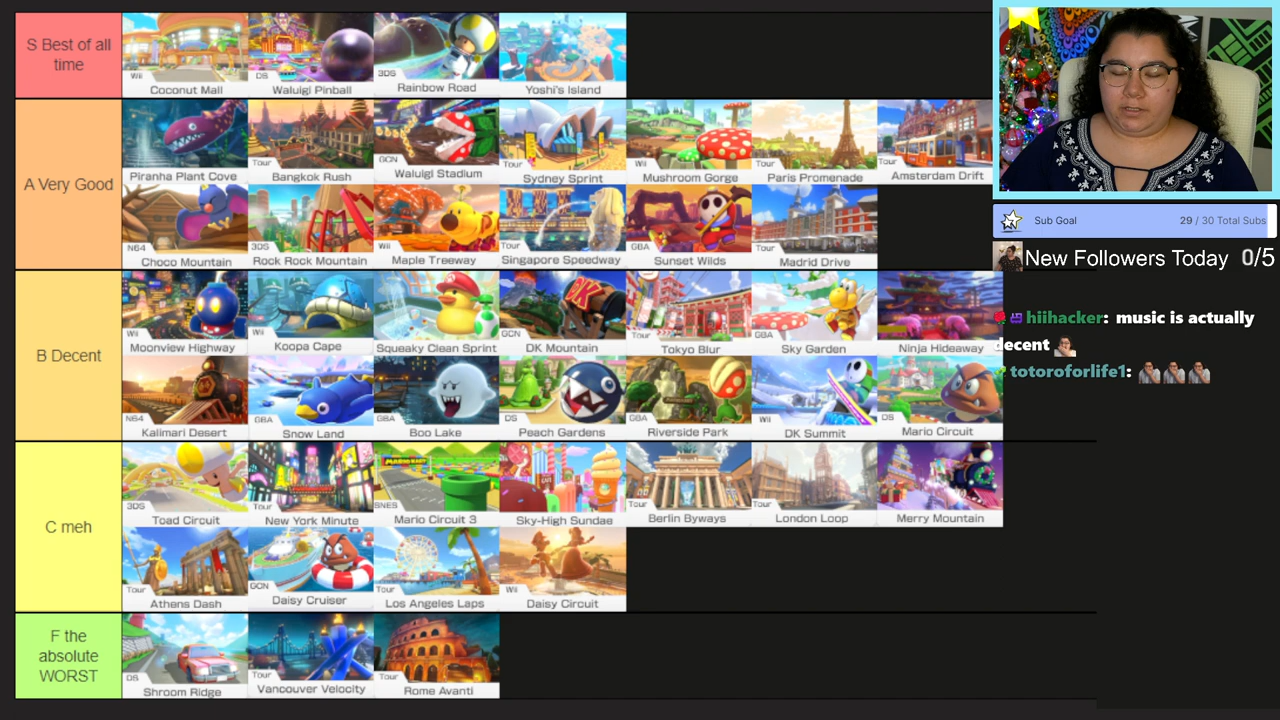 S Best of all
time
Wii
Coconut Mall
DS
Waluigi Pinball
3DS
Rainbow Road
Yoshi's Island
A Very Good
Piranha Plant Cove
Tour
Bangkok Rush
GCN
Waluigi Stadium
Tour
Sydney Sprint
Wii
Mushroom Gorge
Tour
Paris Promenade
Tour
Amsterdam Drift
N64
Choco Mountain
3DS
Rock Rock Mountain
Wii
Maple Treeway
Tour
Singapore Speedway
GBA
Sunset Wilds
Tour
Madrid Drive
B Decent
Wii
Moonview Highway
Wii
Koopa Cape
Squeaky Clean Sprint
GCN
DK Mountain
Tour
Tokyo Blur
GBA
Sky Garden
Ninja Hideaway
N64
Kalimari Desert
GBA
Snow Land
GBA
Boo Lake
DS
Peach Gardens
GBA
Riverside Park
Wii
DK Summit
DS
Mario Circuit
C meh
3DS
Toad Circuit
Tour
New York Minute
SNES
Mario Circuit 3
Sky-High Sundae
Tour
Berlin Byways
Tour
London Loop
Merry Mountain
Tour
Athens Dash
GCN
Daisy Cruiser
Tour
Los Angeles Laps
Wii
Daisy Circuit
F the
absolute
WORST
DS
Shroom Ridge
Tour
Vancouver Velocity
Tour
Rome Avanti
Sub Goal
29 / 30 Total Subs
New Followers Today 0/5
hiihacker: music is actually
decent
totoroforlife1: